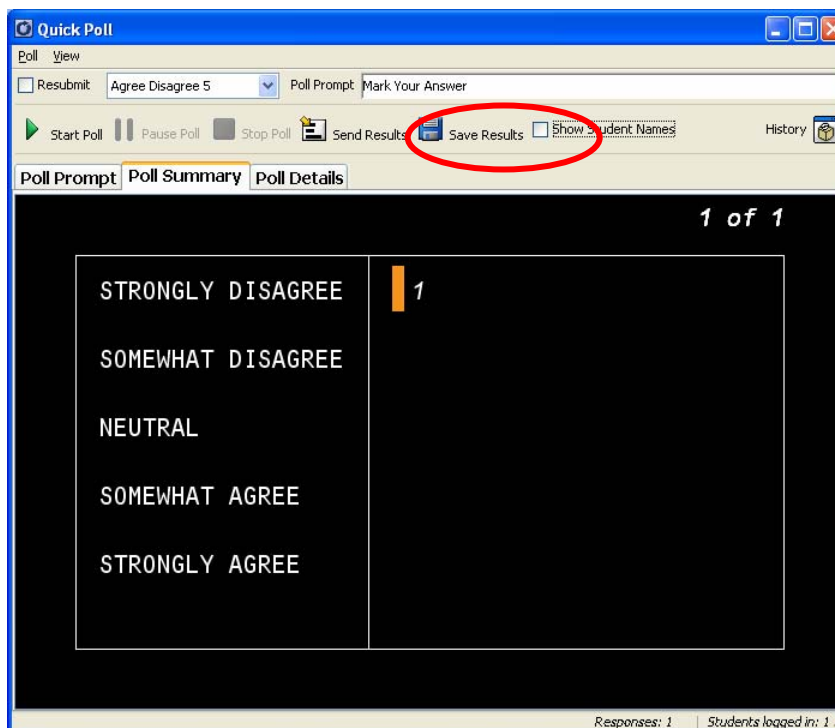 Quick Poll
Poll View
Resubmit Agree Disagree 5 Poll Prompt Mark Your Answer
Start Poll Pause Poll Stop Poll Send Results Save Results Show Student Names History
Poll Prompt Poll Summary Poll Details
1 of 1
STRONGLY DISAGREE 1
SOMEWHAT DISAGREE
NEUTRAL
SOMEWHAT AGREE
STRONGLY AGREE
Responses: 1 Students logged in: 1